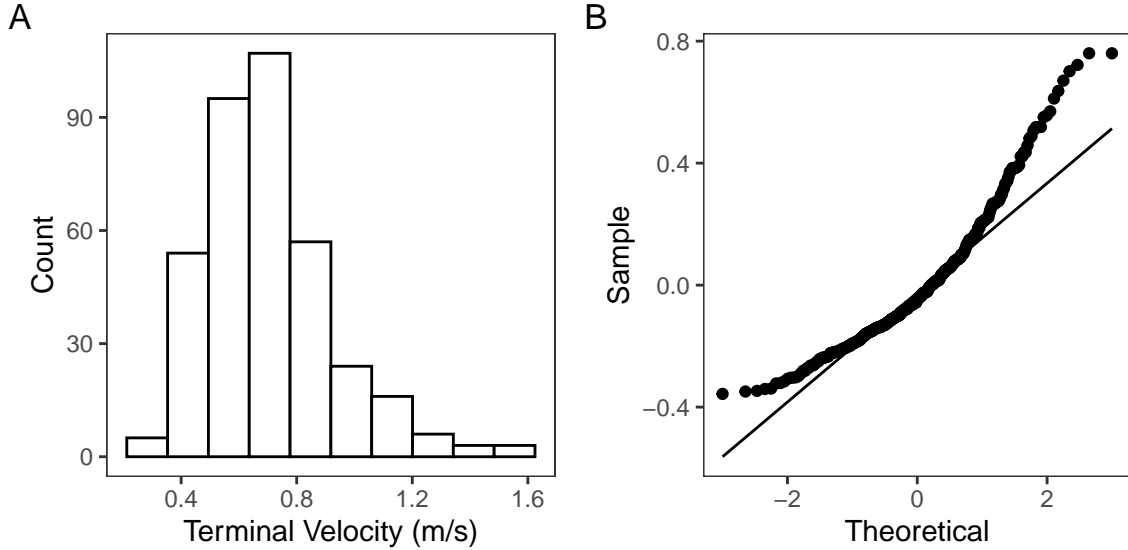 A
Count
90
60
30
0
0.4 0.8 1.2 1.6
Terminal Velocity (m/s)
B
Sample
0.8
0.4
0.0
−0.4
−2 0 2
Theoretical